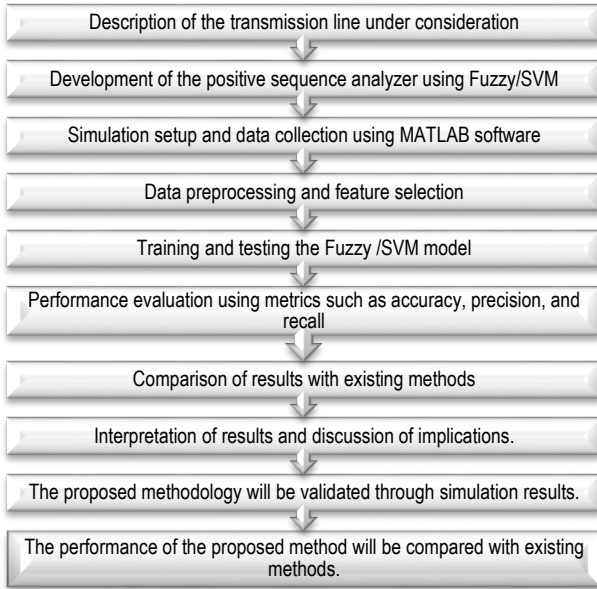 Description of the transmission line under consideration
Development of the positive sequence analyzer using Fuzzy/SVM
Simulation setup and data collection using MATLAB software
Data preprocessing and feature selection
Training and testing the Fuzzy /SVM model
Performance evaluation using metrics such as accuracy, precision, and
recall
Comparison of results with existing methods
Interpretation of results and discussion of implications.
The proposed methodology will be validated through simulation results.
The performance of the proposed method will be compared with existing
methods.